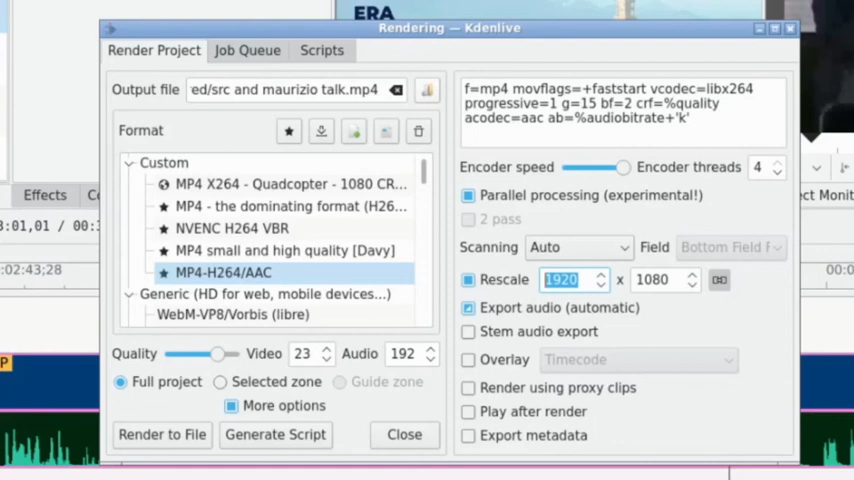 ERA
Rendering — Kdenlive
Render Project
Job Queue
Scripts
Output file
ed/src and maurizio talk.mp4
Format
Custom
MP4 X264 - Quadcopter - 1080 CR...
MP4 - the dominating format (H26...
NVENC H264 VBR
MP4 small and high quality [Davy]
MP4-H264/AAC
Generic (HD for web, mobile devices...)
WebM-VP8/Vorbis (libre)
Quality
Video
23
Audio
192
Full project
Selected zone
Guide zone
More options
Render to File
Generate Script
Close
f=mp4 movflags=+faststart vcodec=libx264
progressive=1 g=15 bf=2 crf=%quality
acodec=aac ab=%audiobitrate+'k'
Encoder speed
Encoder threads
4
Parallel processing (experimental!)
2 pass
Scanning
Auto
Field
Bottom Field F
Rescale
1920
x
1080
Export audio (automatic)
Stem audio export
Overlay
Timecode
Render using proxy clips
Play after render
Export metadata
Effects
3:01,01 / 00:
:02:43;28
P
ect Monit
00:0